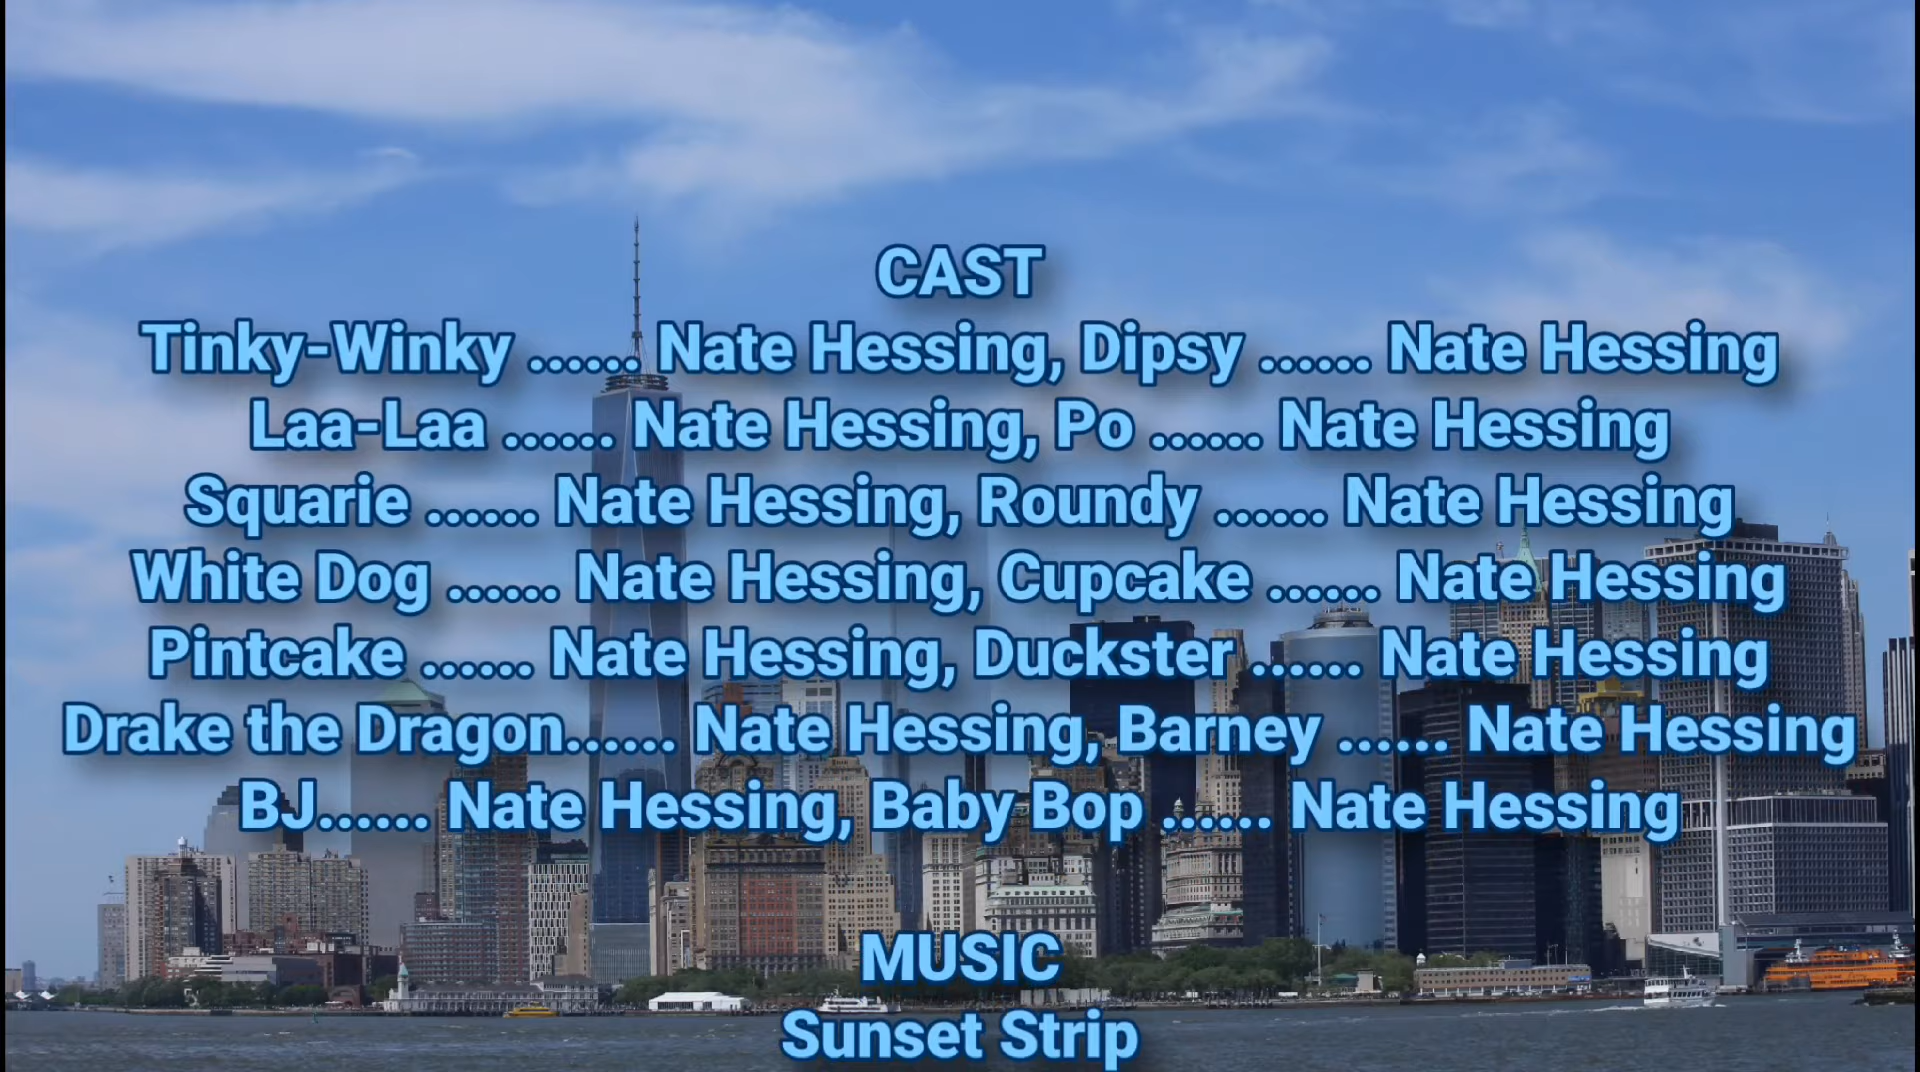 CAST
Tinky-Winky ...... Nate Hessing, Dipsy ...... Nate Hessing
Laa-Laa ...... Nate Hessing, Po ...... Nate Hessing
Squarie ...... Nate Hessing, Roundy ...... Nate Hessing
White Dog ...... Nate Hessing, Cupcake ...... Nate Hessing
Pintcake ...... Nate Hessing, Duckster ...... Nate Hessing
Drake the Dragon...... Nate Hessing, Barney ...... Nate Hessing
BJ...... Nate Hessing, Baby Bop ...... Nate Hessing
MUSIC
Sunset Strip